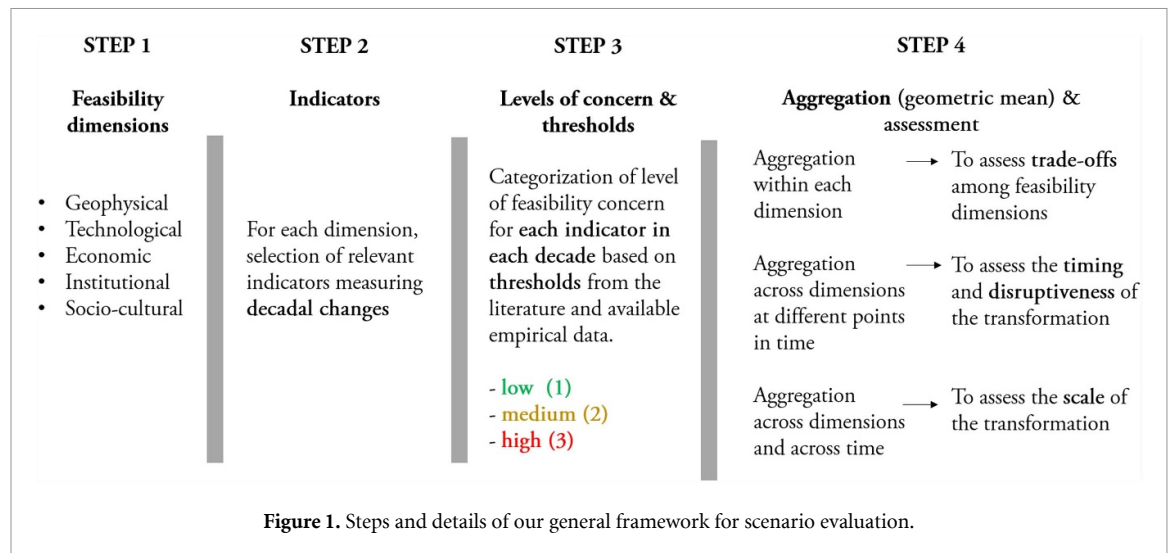 STEP 1
Feasibility
dimensions
• Geophysical
• Technological
• Economic
• Institutional
• Socio-cultural
STEP 2
Indicators
For each dimension,
selection of relevant
indicators measuring
decadal changes
STEP 3
Levels of concern &
thresholds
Categorization of level
of feasibility concern
for each indicator in
each decade based on
thresholds from the
literature and available
empirical data.
- low (1)
- medium (2)
- high (3)
STEP 4
Aggregation (geometric mean) &
assessment
Aggregation
within each
dimension
→ To assess trade-offs
among feasibility
dimensions
Aggregation
across dimensions
at different points
in time
→ To assess the timing
and disruptiveness of
the transformation
Aggregation
across dimensions
and across time
→ To assess the scale of
the transformation
Figure 1. Steps and details of our general framework for scenario evaluation.